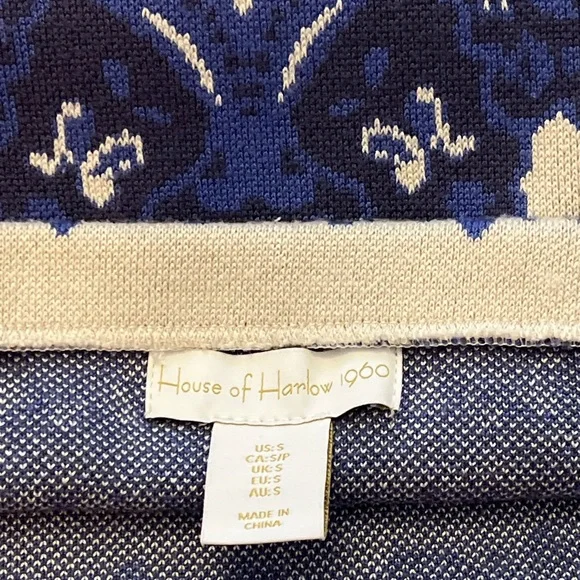 House of Harlow 1960
US: S
CA: S/P
UK: S
EU: S
AU: S
MADE IN
CHINA